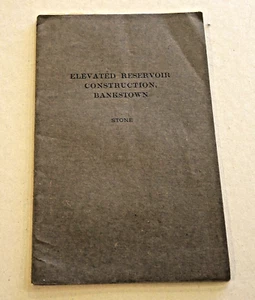 ELEVATED RESERVOIR
CONSTRUCTION,
BANKSTOWN
STONE